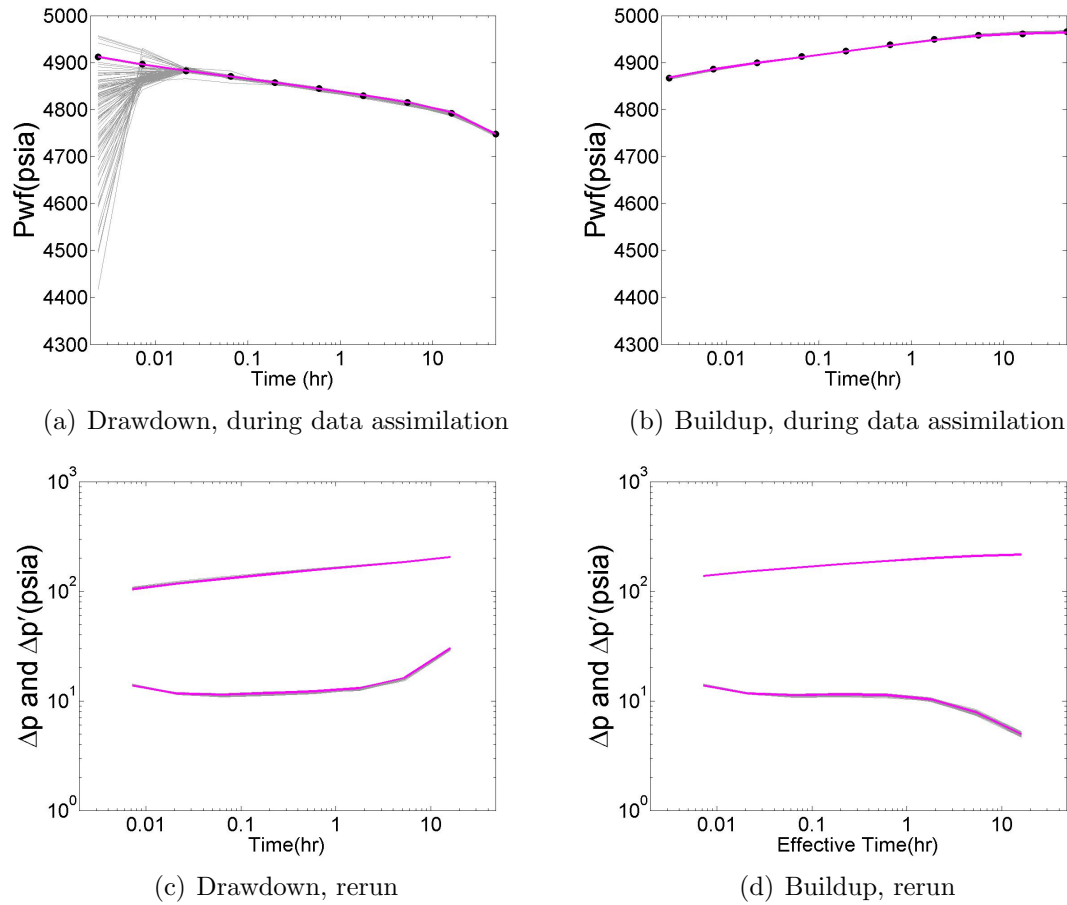 5000
4900
4800
4700
4600
4500
4400
4300
Pwf(psia)
0.01 0.1 1 10
Time (hr)
(a) Drawdown, during data assimilation
5000
4900
4800
4700
4600
4500
4400
4300
Pwf(psia)
0.01 0.1 1 10
Time(hr)
(b) Buildup, during data assimilation
10³
10²
10¹
10⁰
Δp and Δp′(psia)
0.01 0.1 1 10
Time(hr)
(c) Drawdown, rerun
10³
10²
10¹
10⁰
Δp and Δp′(psia)
0.01 0.1 1 10
Effective Time(hr)
(d) Buildup, rerun